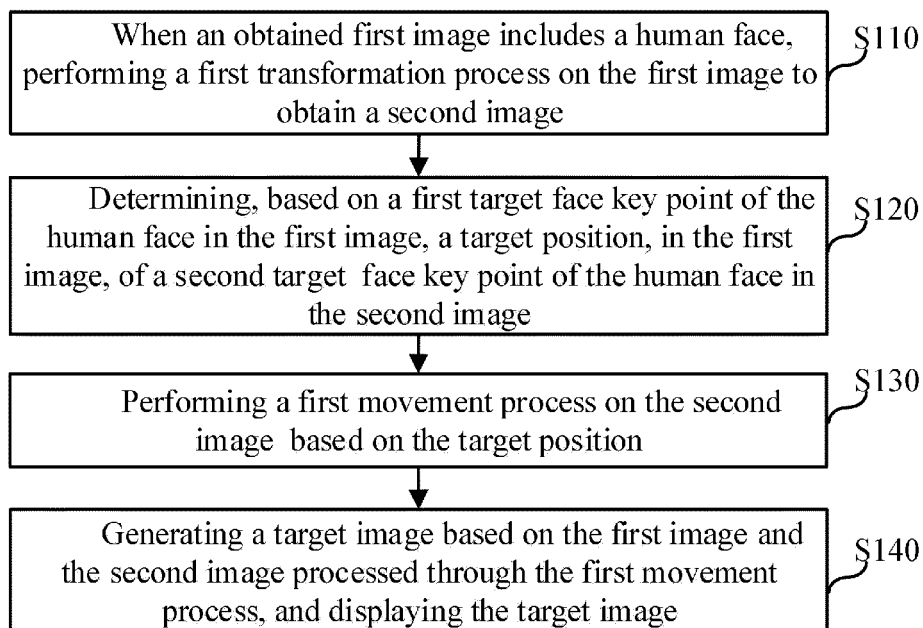 When an obtained first image includes a human face,
performing a first transformation process on the first image to
obtain a second image
S110
Determining, based on a first target face key point of the
human face in the first image, a target position, in the first
image, of a second target face key point of the human face in
the second image
S120
Performing a first movement process on the second
image based on the target position
S130
Generating a target image based on the first image and
the second image processed through the first movement
process, and displaying the target image
S140